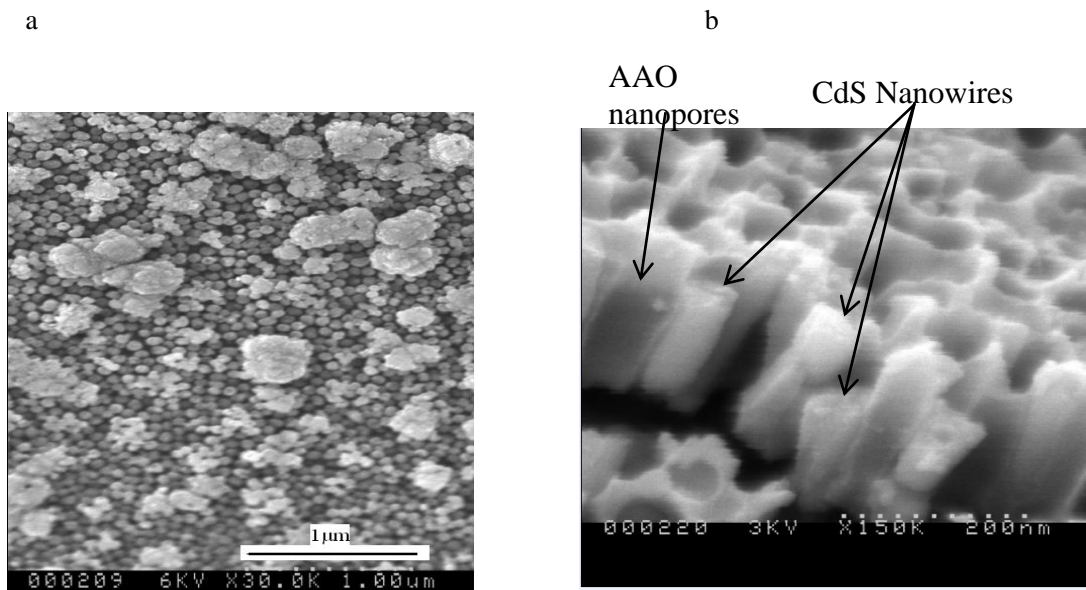 a
b
AAO
nanopores
CdS Nanowires
1μm
000209 6KV X30.0K 1.00um
000220 3KV X150K 200nm